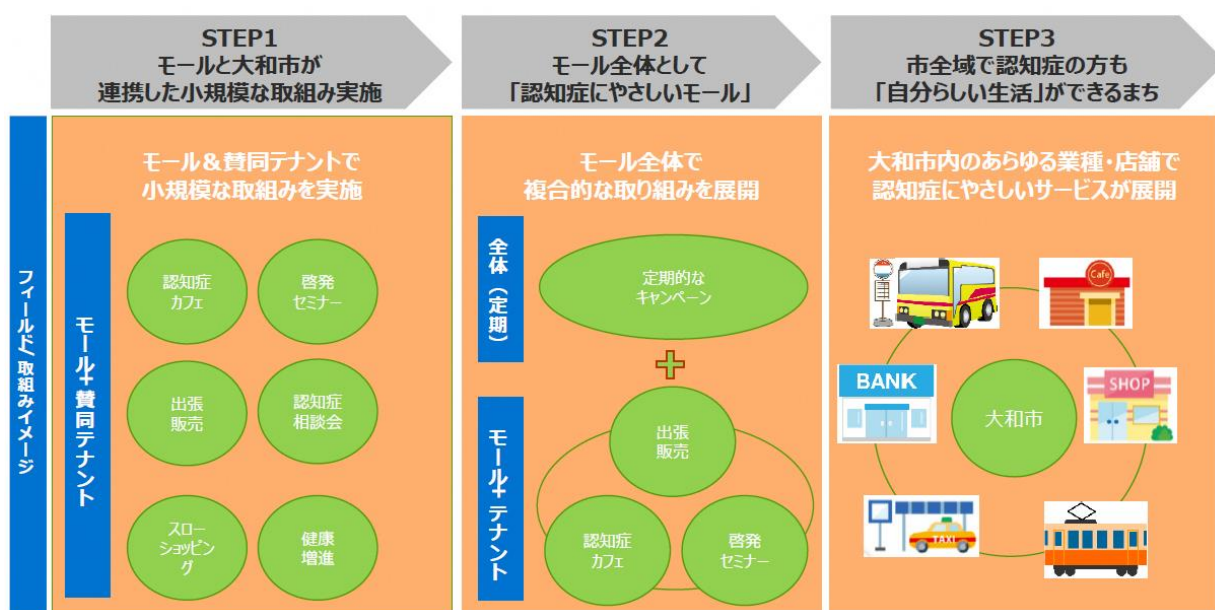 STEP1
モールと大和市が
連携した小規模な取組み実施
STEP2
モール全体として
「認知症にやさしいモール」
STEP3
市全域で認知症の方も
「自分らしい生活」ができるまち
フィールド、取組みイメージ
モール&賛同テナントで
小規模な取組みを実施
モール+賛同テナント
認知症
カフェ
啓発
セミナー
出張
販売
認知症
相談会
スロー
ショッピン
グ
健康
増進
モール全体で
複合的な取り組みを展開
全体(定期)
定期的な
キャンペーン
モール+テナント
出張
販売
認知症
カフェ
啓発
セミナー
大和市内のあらゆる業種・店舗で
認知症にやさしいサービスが展開
Cafe
BANK
SHOP
大和市
TAXI